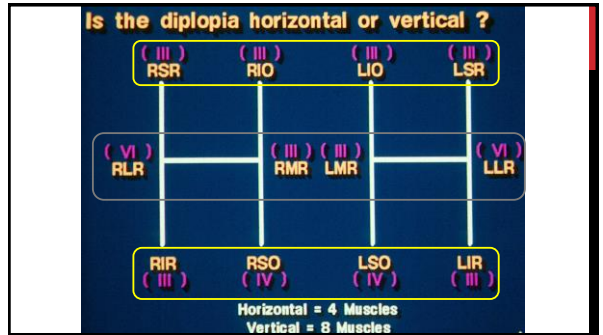 Is the diplopia horizontal or vertical ?
( III ) ( III ) ( III ) ( III )
RSR RIO LIO LSR
( VI ) ( III ) ( III ) ( VI )
RLR RMR LMR LLR
RIR RSO LSO LIR
( III ) ( IV ) ( IV ) ( III )
Horizontal = 4 Muscles
Vertical = 8 Muscles